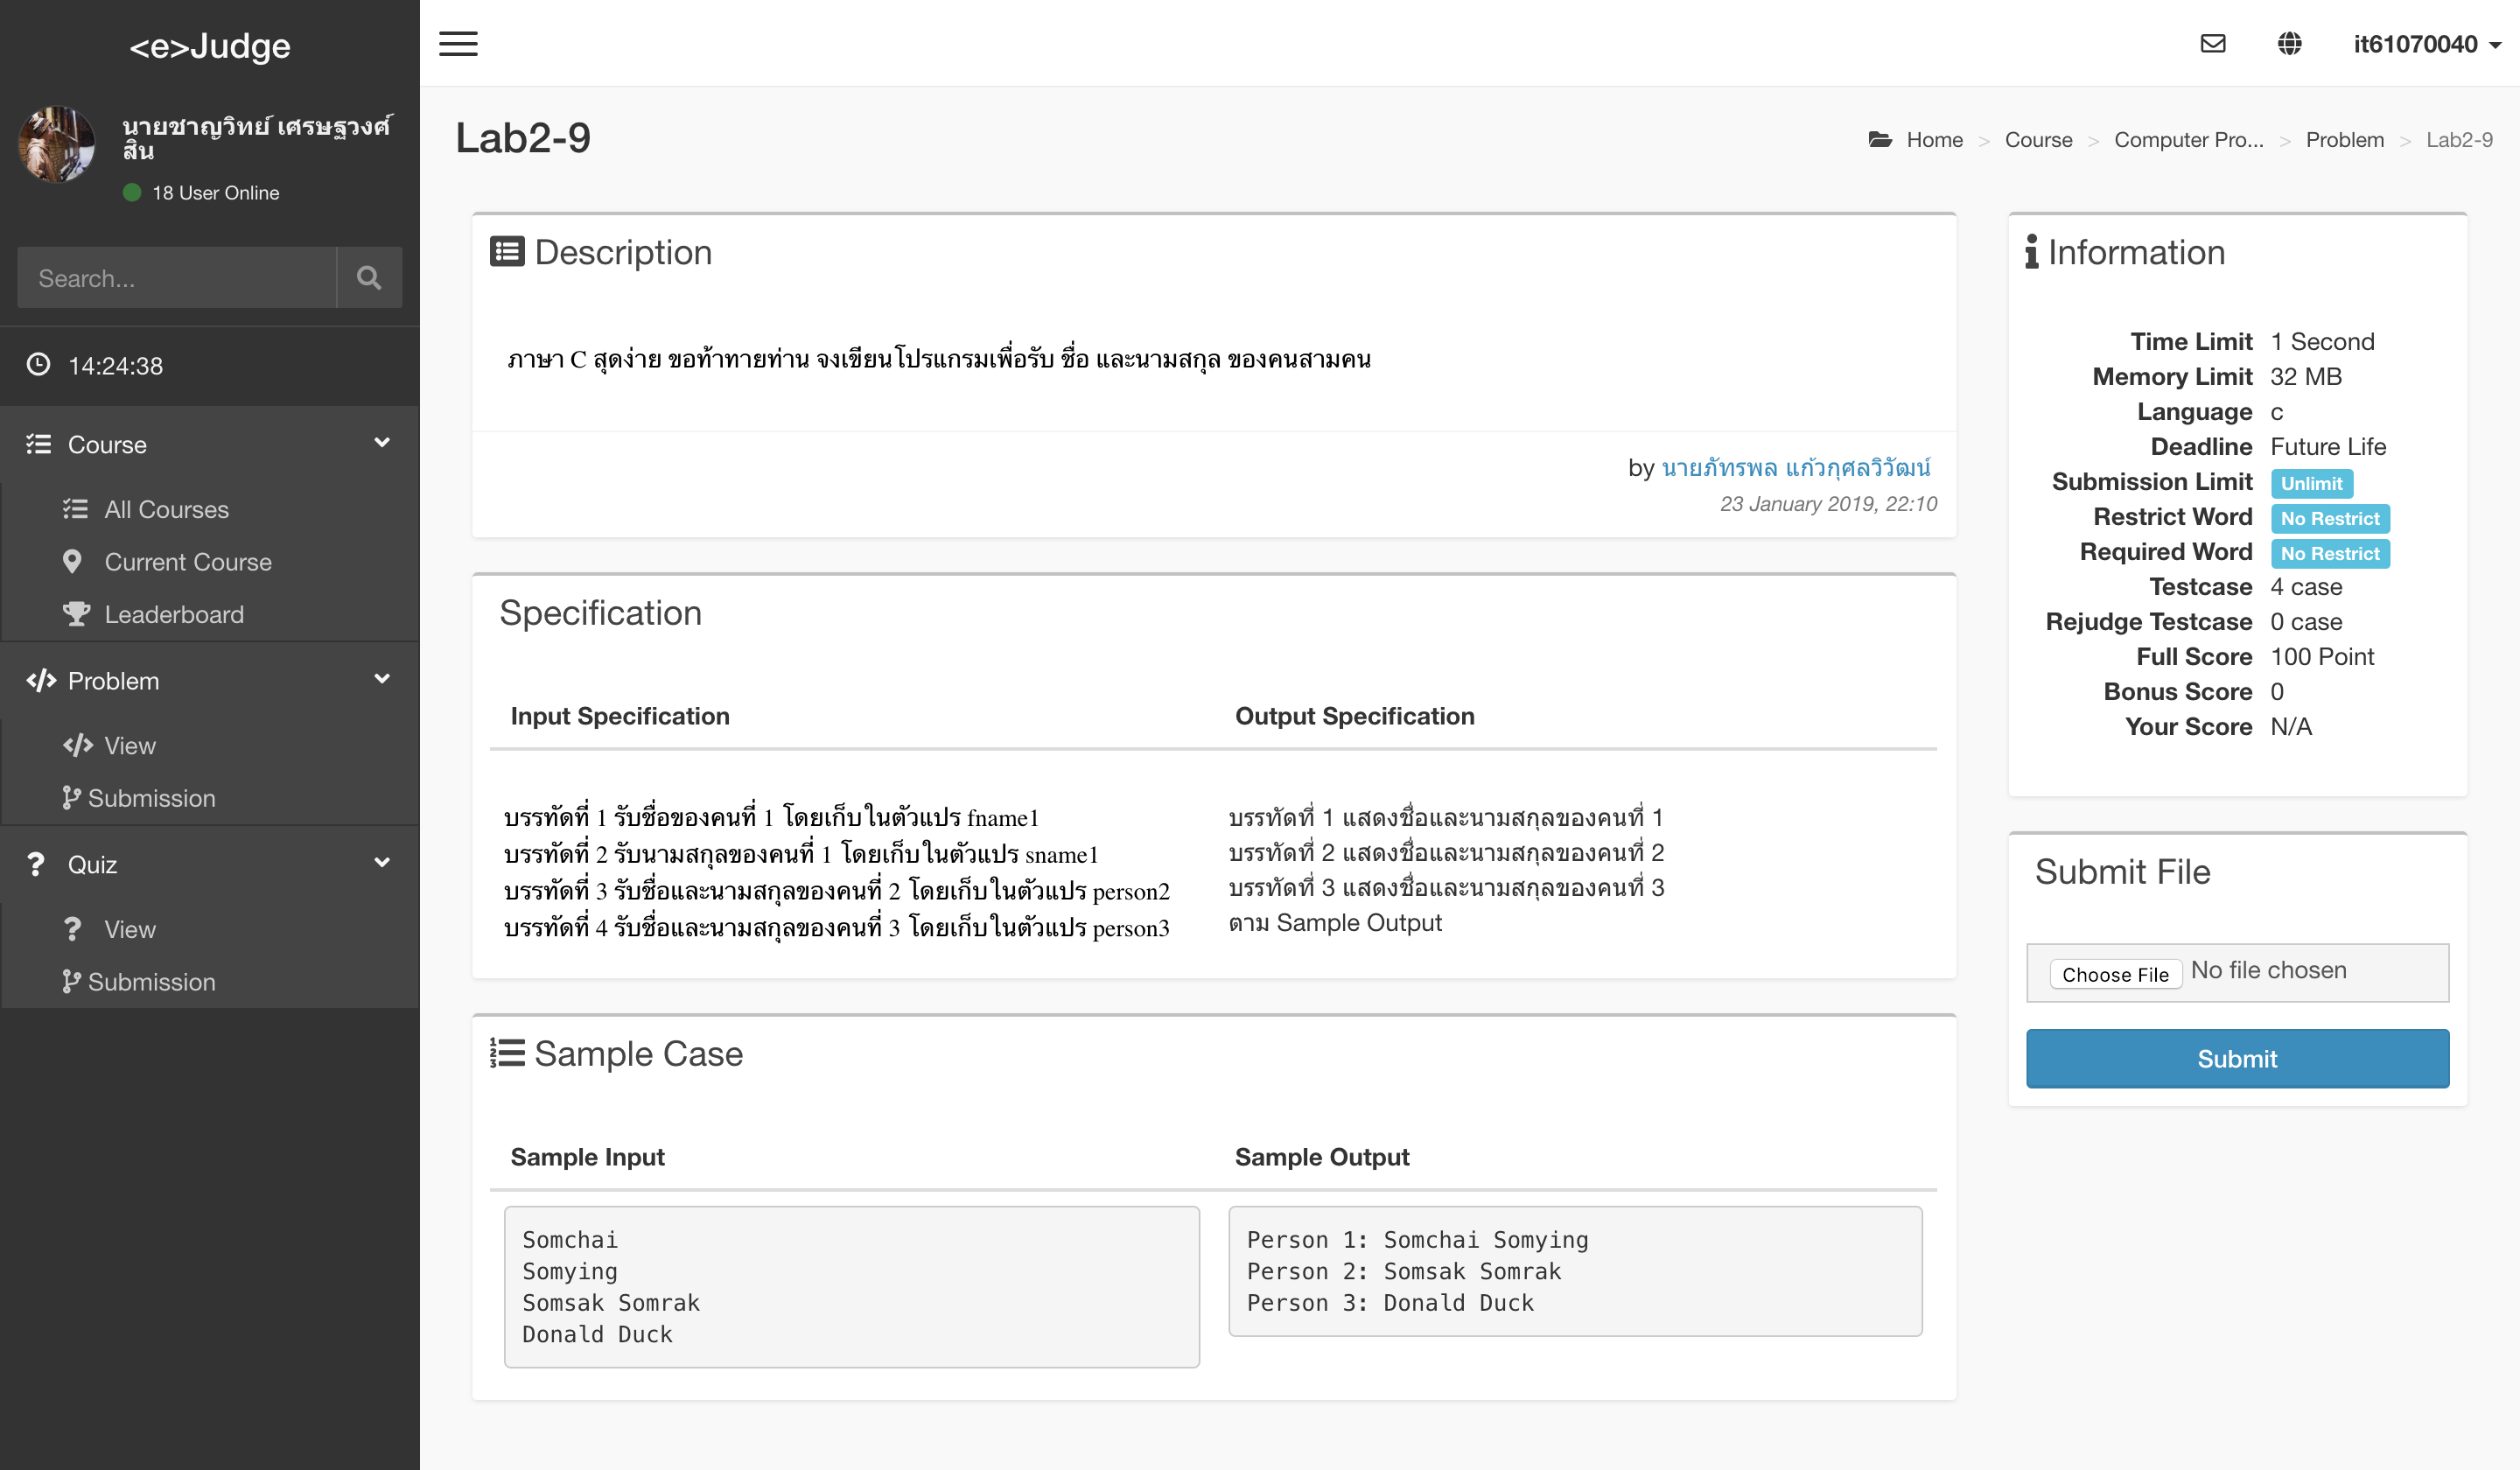 <e>Judge
นายชาญวิทย์ เศรษฐวงศ์
สิน
18 User Online
Search...
14:24:38
Course
All Courses
Current Course
Leaderboard
Problem
View
Submission
Quiz
View
Submission
it61070040
Lab2-9
Home > Course > Computer Pro... > Problem > Lab2-9
Description
ภาษา C สุดง่าย ขอท้าทายท่าน จงเขียนโปรแกรมเพื่อรับ ชื่อ และนามสกุล ของคนสามคน
by นายภัทรพล แก้วกุศลวิวัฒน์
23 January 2019, 22:10
Specification
Input Specification
บรรทัดที่ 1 รับชื่อของคนที่ 1 โดยเก็บในตัวแปร fname1
บรรทัดที่ 2 รับนามสกุลของคนที่ 1 โดยเก็บในตัวแปร sname1
บรรทัดที่ 3 รับชื่อและนามสกุลของคนที่ 2 โดยเก็บในตัวแปร person2
บรรทัดที่ 4 รับชื่อและนามสกุลของคนที่ 3 โดยเก็บในตัวแปร person3
Output Specification
บรรทัดที่ 1 แสดงชื่อและนามสกุลของคนที่ 1
บรรทัดที่ 2 แสดงชื่อและนามสกุลของคนที่ 2
บรรทัดที่ 3 แสดงชื่อและนามสกุลของคนที่ 3
ตาม Sample Output
Sample Case
Sample Input
Somchai
Somying
Somsak Somrak
Donald Duck
Sample Output
Person 1: Somchai Somying
Person 2: Somsak Somrak
Person 3: Donald Duck
Information
Time Limit 1 Second
Memory Limit 32 MB
Language c
Deadline Future Life
Submission Limit Unlimit
Restrict Word No Restrict
Required Word No Restrict
Testcase 4 case
Rejudge Testcase 0 case
Full Score 100 Point
Bonus Score 0
Your Score N/A
Submit File
Choose File No file chosen
Submit